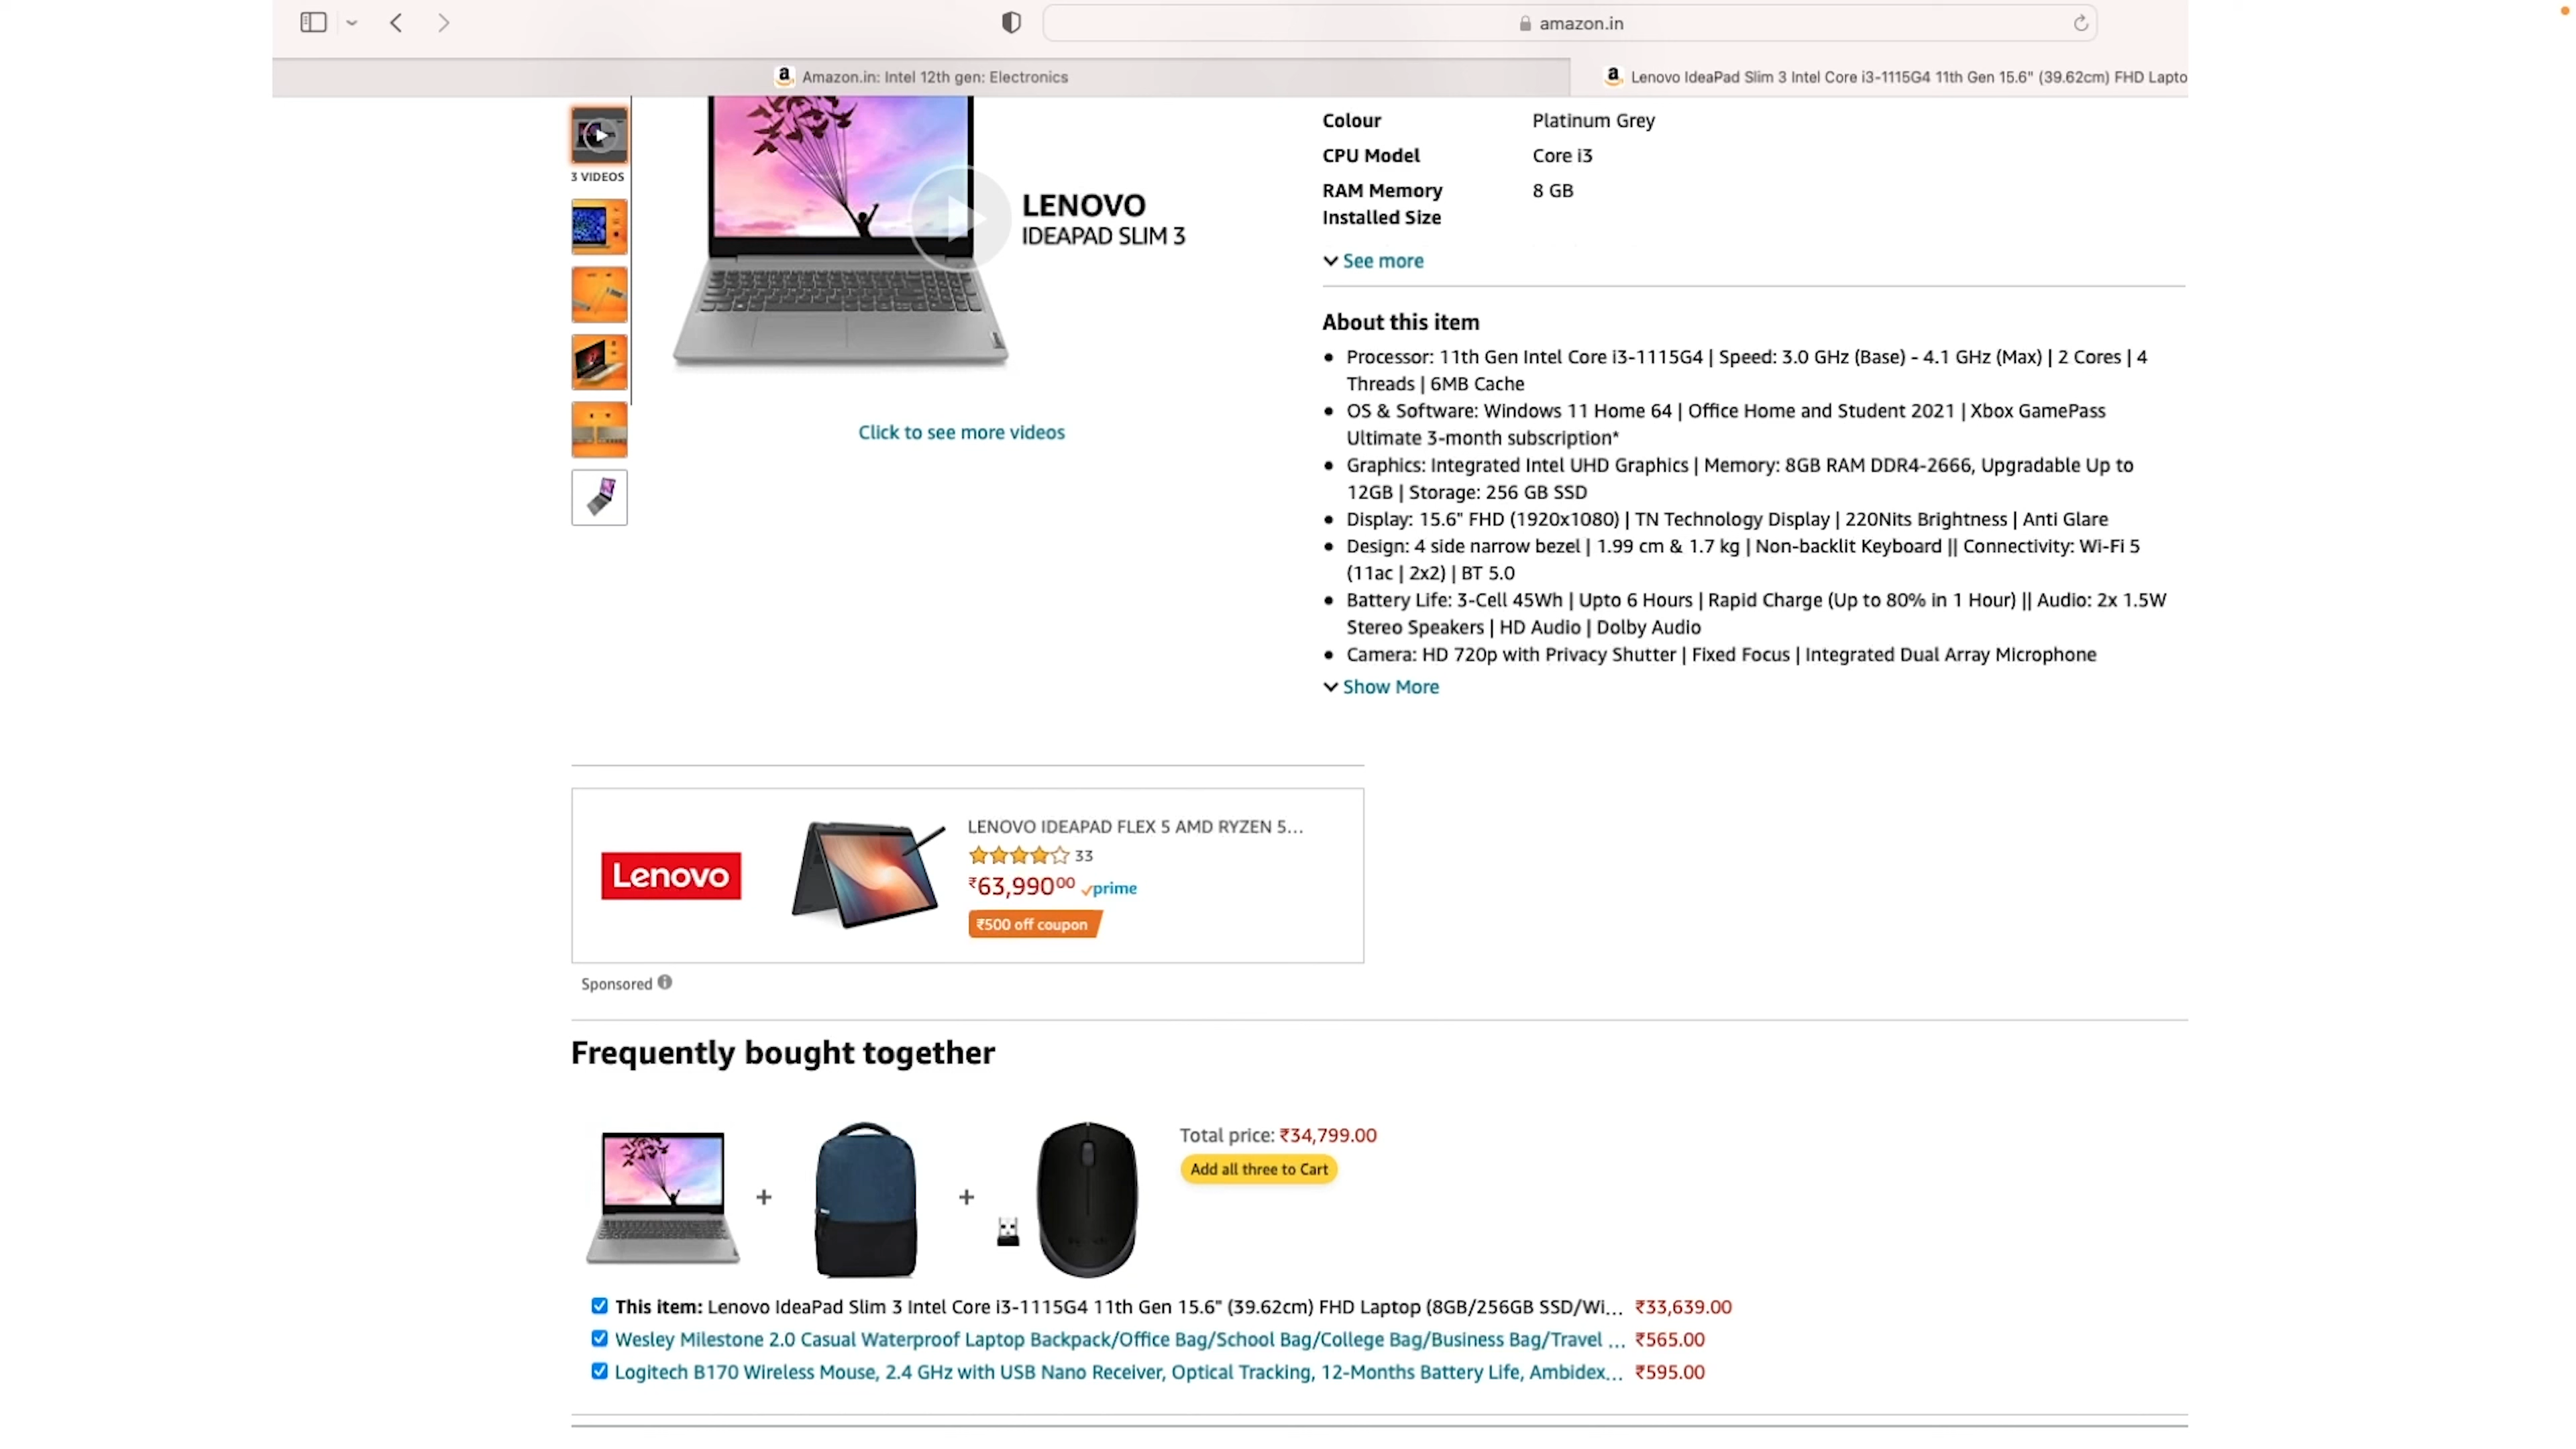 amazon.in
Amazon.in: Intel 12th gen: Electronics
Lenovo IdeaPad Slim 3 Intel Core i3-1115G4 11th Gen 15.6" (39.62cm) FHD Lapto
3 VIDEOS
LENOVO
IDEAPAD SLIM 3
Click to see more videos
Colour Platinum Grey
CPU Model Core i3
RAM Memory 8 GB
Installed Size
See more
About this item
Processor: 11th Gen Intel Core i3-1115G4 | Speed: 3.0 GHz (Base) - 4.1 GHz (Max) | 2 Cores | 4
Threads | 6MB Cache
OS & Software: Windows 11 Home 64 | Office Home and Student 2021 | Xbox GamePass
Ultimate 3-month subscription*
Graphics: Integrated Intel UHD Graphics | Memory: 8GB RAM DDR4-2666, Upgradable Up to
12GB | Storage: 256 GB SSD
Display: 15.6" FHD (1920x1080) | TN Technology Display | 220Nits Brightness | Anti Glare
Design: 4 side narrow bezel | 1.99 cm & 1.7 kg | Non-backlit Keyboard || Connectivity: Wi-Fi 5
(11ac | 2x2) | BT 5.0
Battery Life: 3-Cell 45Wh | Upto 6 Hours | Rapid Charge (Up to 80% in 1 Hour) || Audio: 2x 1.5W
Stereo Speakers | HD Audio | Dolby Audio
Camera: HD 720p with Privacy Shutter | Fixed Focus | Integrated Dual Array Microphone
Show More
Lenovo
LENOVO IDEAPAD FLEX 5 AMD RYZEN 5...
33
₹63,990⁰⁰ prime
₹500 off coupon
Sponsored
Frequently bought together
Total price: ₹34,799.00
Add all three to Cart
This item: Lenovo IdeaPad Slim 3 Intel Core i3-1115G4 11th Gen 15.6" (39.62cm) FHD Laptop (8GB/256GB SSD/Wi... ₹33,639.00
Wesley Milestone 2.0 Casual Waterproof Laptop Backpack/Office Bag/School Bag/College Bag/Business Bag/Travel ... ₹565.00
Logitech B170 Wireless Mouse, 2.4 GHz with USB Nano Receiver, Optical Tracking, 12-Months Battery Life, Ambidex... ₹595.00